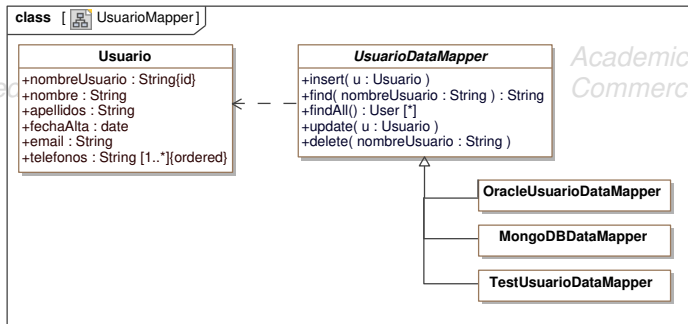 class [ UsuarioMapper]
Usuario
+nombreUsuario : String{id}
+nombre : String
+apellidos : String
+fechaAlta : date
+email : String
+telefonos : String [1..*]{ordered}
UsuarioDataMapper
+insert( u : Usuario )
+find( nombreUsuario : String ) : String
+findAll() : User [*]
+update( u : Usuario )
+delete( nombreUsuario : String )
Academic
Commerc
OracleUsuarioDataMapper
MongoDBDataMapper
TestUsuarioDataMapper